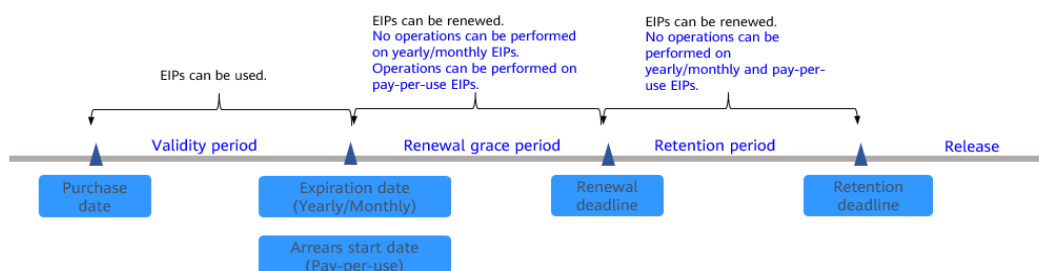 EIPs can be used.
EIPs can be renewed.
No operations can be performed
on yearly/monthly EIPs.
Operations can be performed on
pay-per-use EIPs.
EIPs can be renewed.
No operations can be
performed on
yearly/monthly and pay-per-
use EIPs.
Validity period
Renewal grace period
Retention period
Release
Purchase
date
Expiration date
(Yearly/Monthly)
Arrears start date
(Pay-per-use)
Renewal
deadline
Retention
deadline